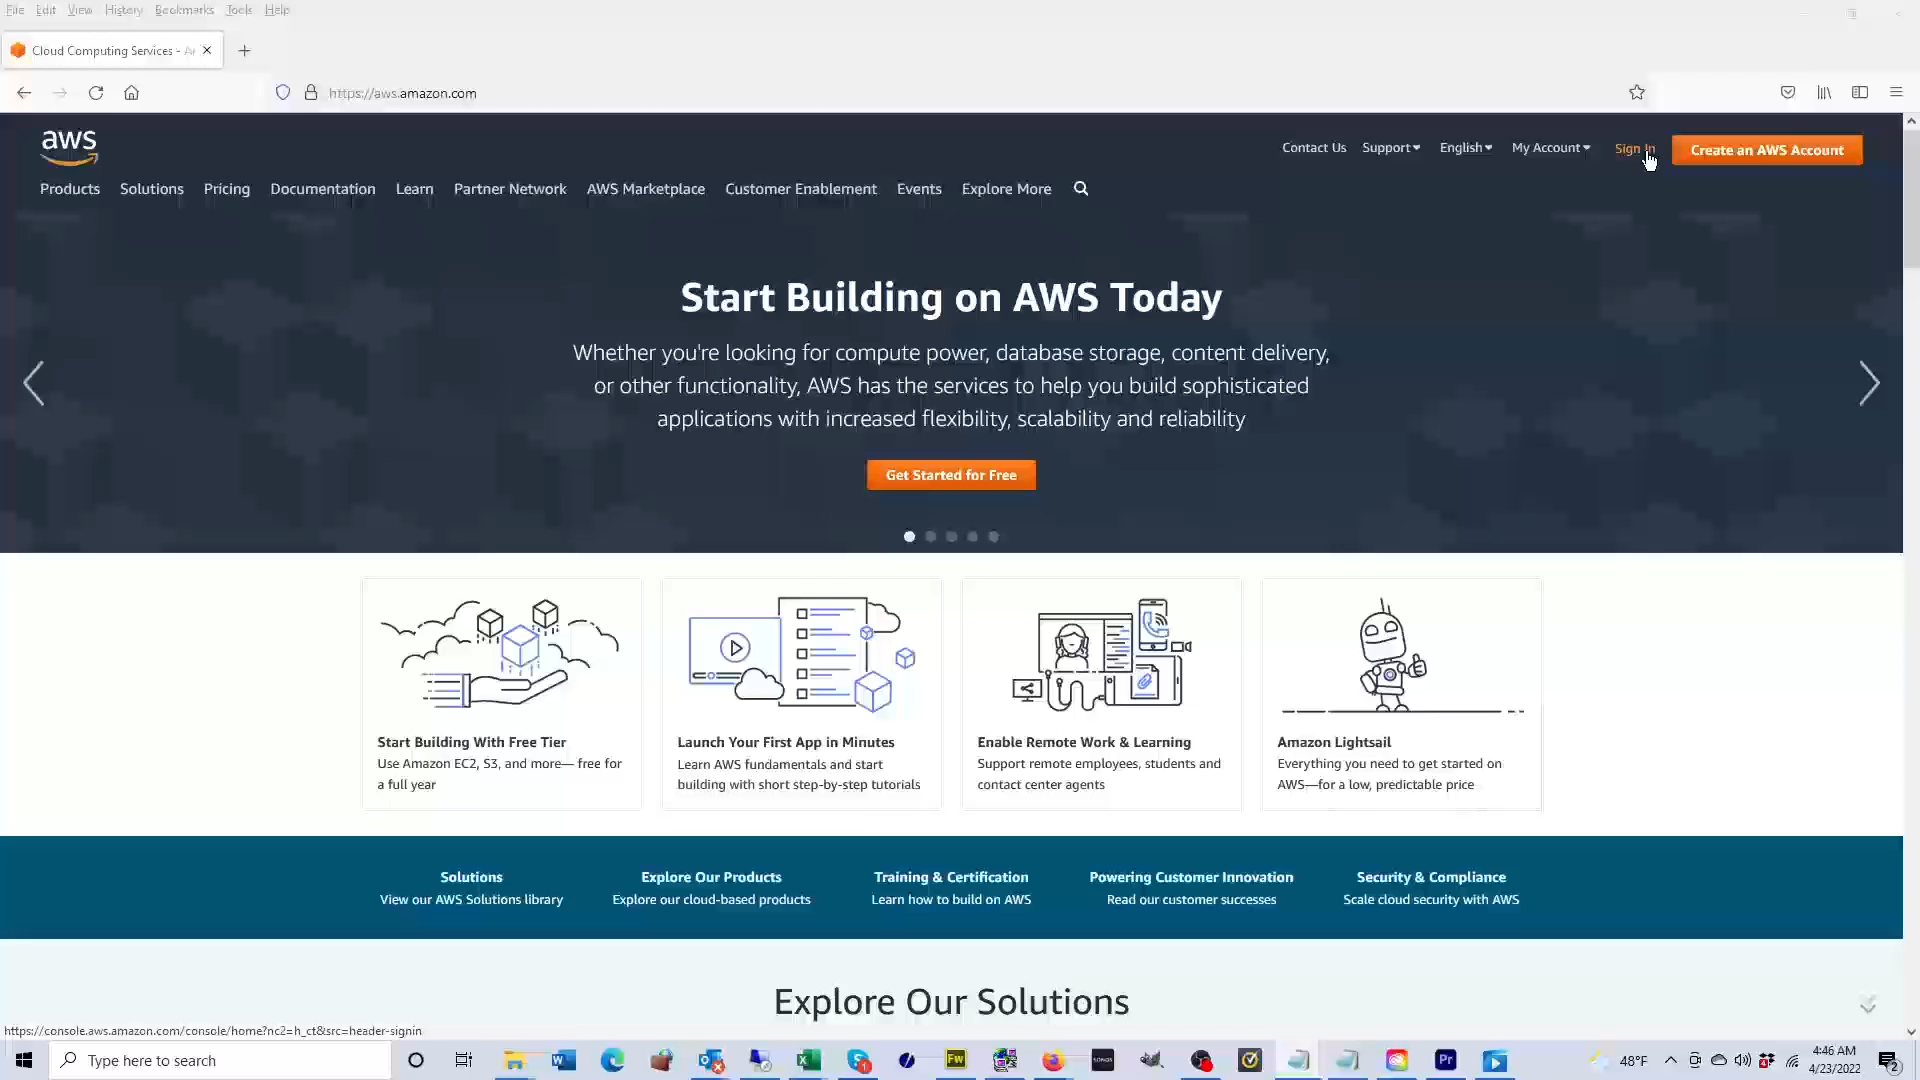 File Edit View History Bookmarks Tools Help
Cloud Computing Services - A
https://aws.amazon.com
aws
Contact Us Support English My Account Sign In Create an AWS Account
Products Solutions Pricing Documentation Learn Partner Network AWS Marketplace Customer Enablement Events Explore More
Start Building on AWS Today
Whether you're looking for compute power, database storage, content delivery,
or other functionality, AWS has the services to help you build sophisticated
applications with increased flexibility, scalability and reliability
Get Started for Free
Start Building With Free Tier
Use Amazon EC2, S3, and more— free for
a full year
Launch Your First App in Minutes
Learn AWS fundamentals and start
building with short step-by-step tutorials
Enable Remote Work & Learning
Support remote employees, students and
contact center agents
Amazon Lightsail
Everything you need to get started on
AWS—for a low, predictable price
Solutions
View our AWS Solutions library
Explore Our Products
Explore our cloud-based products
Training & Certification
Learn how to build on AWS
Powering Customer Innovation
Read our customer successes
Security & Compliance
Scale cloud security with AWS
Explore Our Solutions
https://console.aws.amazon.com/console/home?nc2=h_ct&src=header-signin
Type here to search
Fw
SONOS
Pr
48°F
4:46 AM
4/23/2022
2